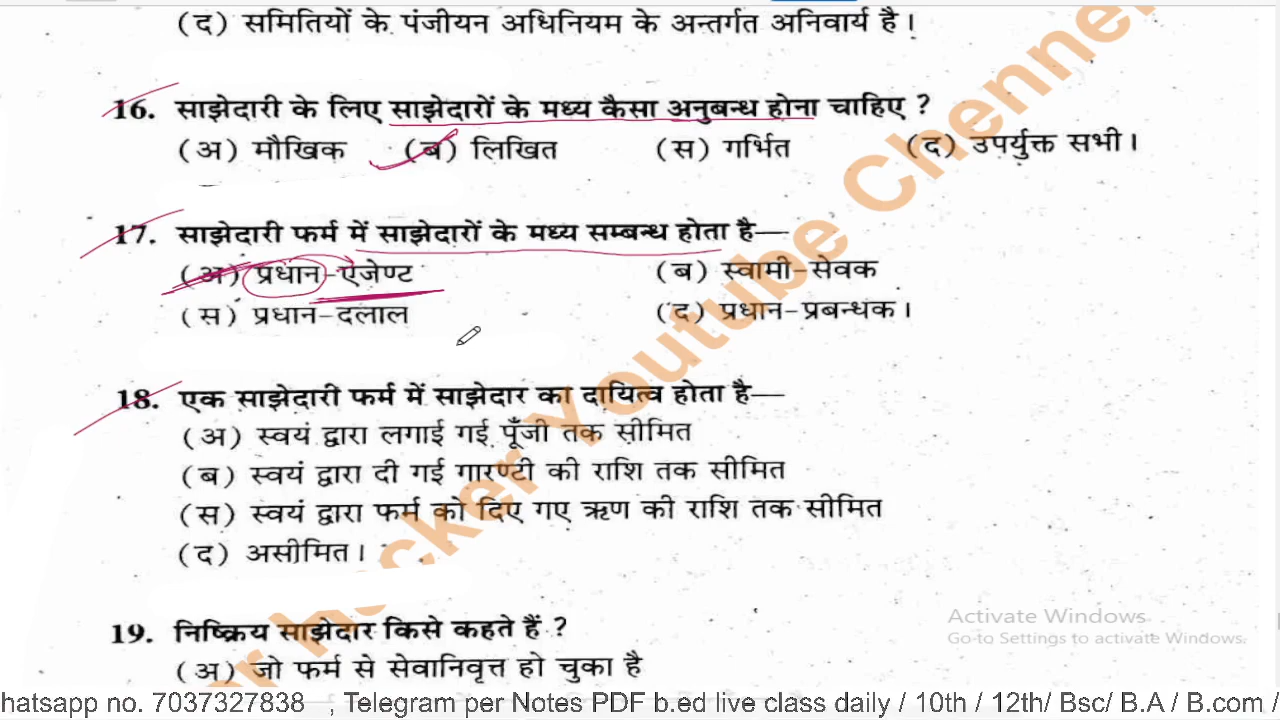 (द) समितियों के पंजीयन अधिनियम के अन्तर्गत अनिवार्य है।
16. साझेदारी के लिए साझेदारों के मध्य कैसा अनुबन्ध होना चाहिए ?
(अ) मौखिक (ब) लिखित (स) गर्भित (द) उपर्युक्त सभी।
17. साझेदारी फर्म में साझेदारों के मध्य सम्बन्ध होता है—
(अ) प्रधान-एजेण्ट (ब) स्वामी-सेवक
(स) प्रधान-दलाल (द) प्रधान-प्रबन्धक।
18. एक साझेदारी फर्म में साझेदार का दायित्व होता है—
(अ) स्वयं द्वारा लगाई गई पूँजी तक सीमित
(ब) स्वयं द्वारा दी गई गारण्टी की राशि तक सीमित
(स) स्वयं द्वारा फर्म को दिए गए ऋण की राशि तक सीमित
(द) असीमित।
19. निष्क्रिय साझेदार किसे कहते हैं ?
(अ) जो फर्म से सेवानिवृत्त हो चुका है
Youtube Chennel
Activate Windows
Go to Settings to activate Windows.
hatsapp no. 7037327838 , Telegram per Notes PDF b.ed live class daily / 10th / 12th/ Bsc/ B.A / B.com /